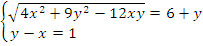 √(4x² + 9y² − 12xy) = 6 + y
y − x = 1